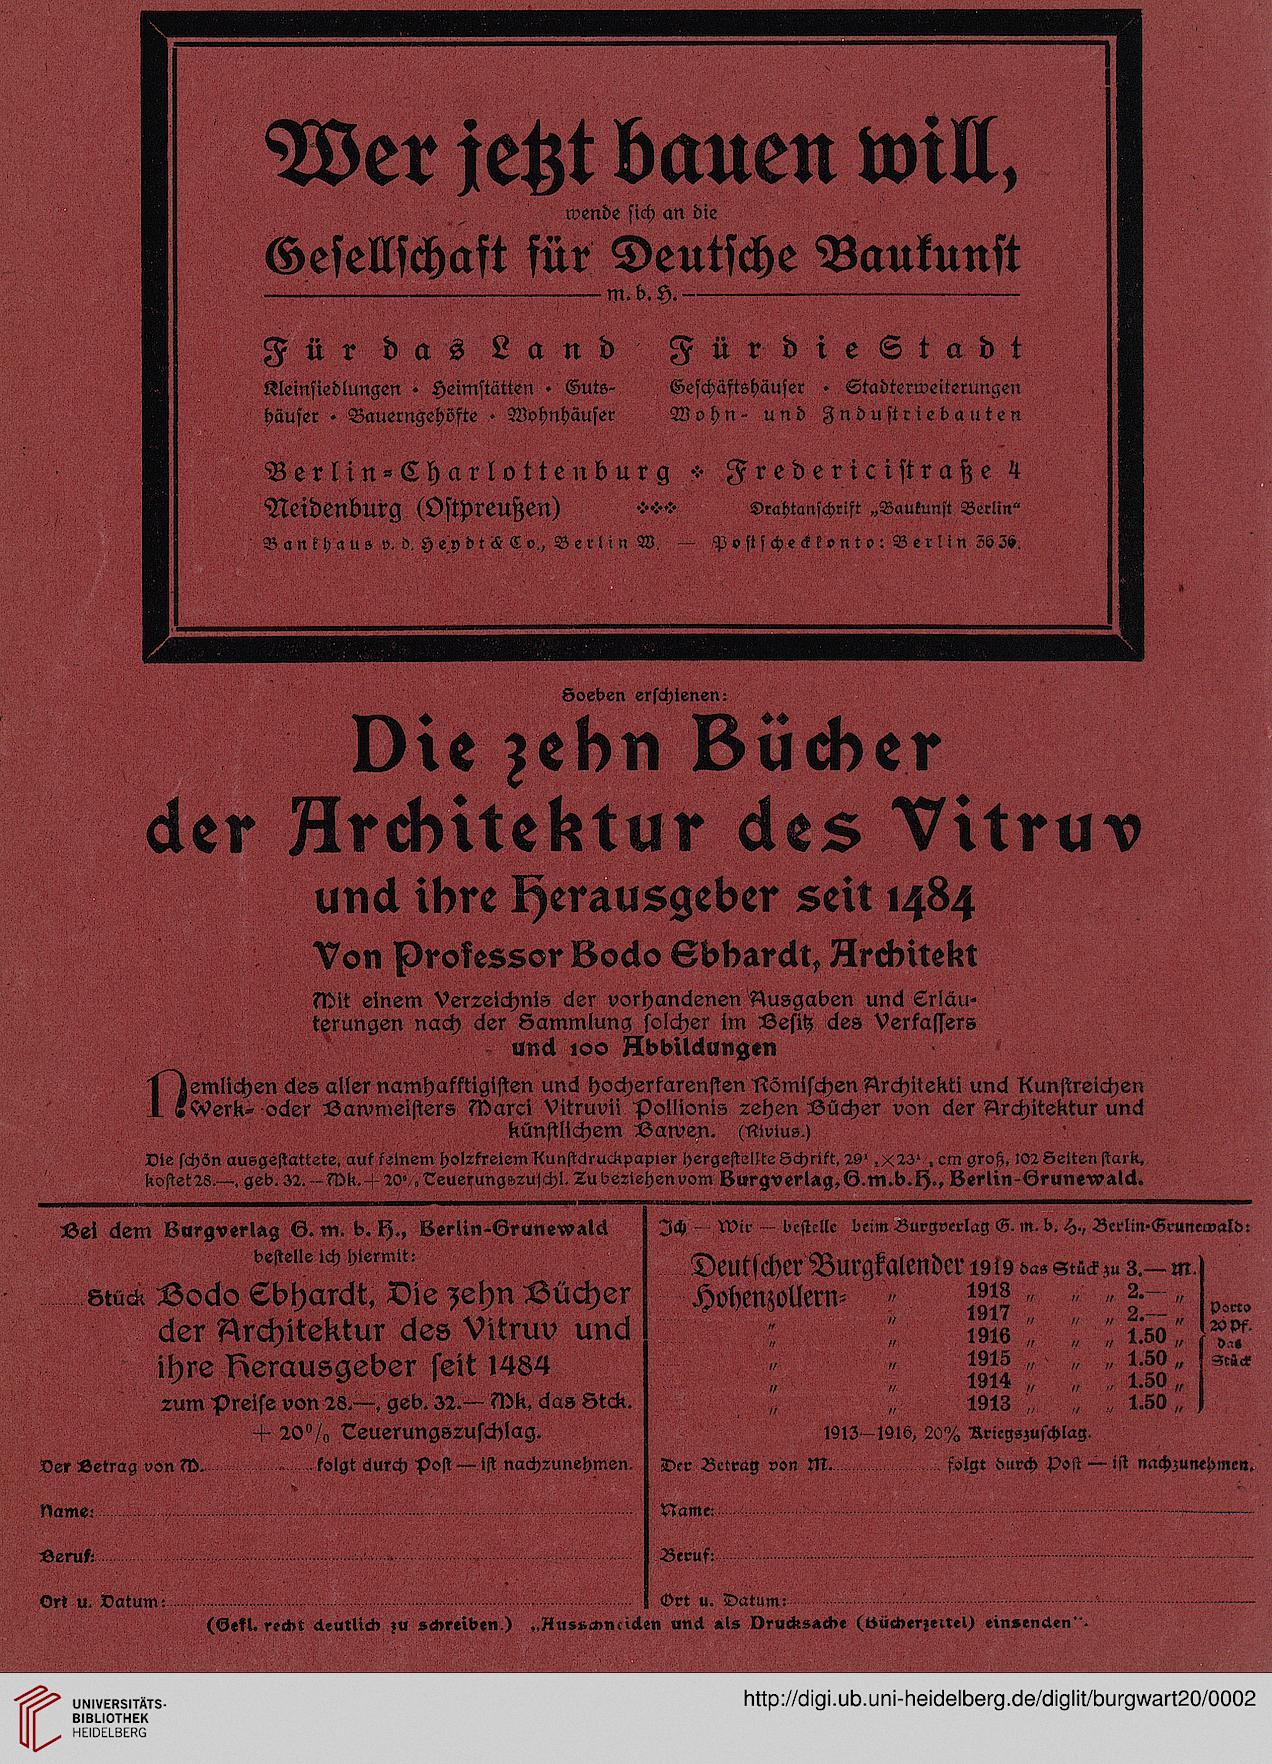 Wer jetzt bauen will,
wende sich an die
Gesellschaft für Deutsche Baukunst
m. b. H.
Für das Land
Kleinsiedlungen • Heimstätten • Guts-
häuser • Bauerngehöfte • Wohnhäuser
Für die Stadt
Geschäftshäuser • Stadterweiterungen
Wohn- und Industriebauten
Berlin-Charlottenburg ⁘ Fredericistraße 4
Neidenburg (Ostpreußen) ⁘⁘⁘ Drahtanschrift „Baukunst Berlin“
Bankhaus v. d. Heydt & Co., Berlin W. — Postscheckkonto: Berlin
Soeben erschienen:
Die zehn Bücher
der Architektur des Vitruv
und ihre Herausgeber seit 1484
Von Professor Bodo Ebhardt, Architekt
Mit einem Verzeichnis der vorhandenen Ausgaben und Erläu-
terungen nach der Sammlung solcher im Besitz des Verfassers
und 100 Abbildungen
Nemlichen des aller namhafftigisten und hocherfarensten Römischen Architekti und Kunstreichen
Werk- oder Bawmeisters Marci Vitruvii Pollionis zehen Bücher von der Architektur und
künstlichem Bawen. (Rivius.)
Die schön ausgestattete, auf feinem holzfreiem Kunstdruckpapier hergestellte Schrift, cm groß, 102 Seiten stark,
kostet 28.—, geb. 32.— Mk. + 20% Teuerungszuschl. Zu beziehen vom Burgverlag, G.m.b.H., Berlin-Grunewald.
Bei dem Burgverlag G. m. b. H., Berlin-Grunewald
bestelle ich hiermit:
........ Stück Bodo Ebhardt, Die zehn Bücher
der Architektur des Vitruv und
ihre Herausgeber seit 1484
zum Preise von 28.—, geb. 32.— Mk, das Stck.
+ 20% Teuerungszuschlag.
Der Betrag von M. ........ folgt durch Post — ist nachzunehmen.
Name:
Beruf:
Ort u. Datum:
Ich — Wir — bestelle beim Burgverlag G. m. b. H., Berlin-Grunewald:
Deutscher Burgkalender 1919 das Stück zu 3.— M.
Hohenzollern- " 1918 " " " 2.— "
" " 1917 " " " 2.— "
" " 1916 " " " 1.50 "
" " 1915 " " " 1.50 "
" " 1914 " " " 1.50 "
" " 1913 " " " 1.50 "
Porto
20 Pf.
das
Stück
1913—1916, 20% Kriegszuschlag.
Der Betrag von M. ........ folgt durch Post — ist nachzunehmen.
Name:
Beruf:
Ort u. Datum:
(Gefl. recht deutlich zu schreiben.) „Ausschneiden und als Drucksache (Bücherzettel) einsenden“.
UNIVERSITÄTS-
BIBLIOTHEK
HEIDELBERG
http://digi.ub.uni-heidelberg.de/diglit/burgwart20/0002